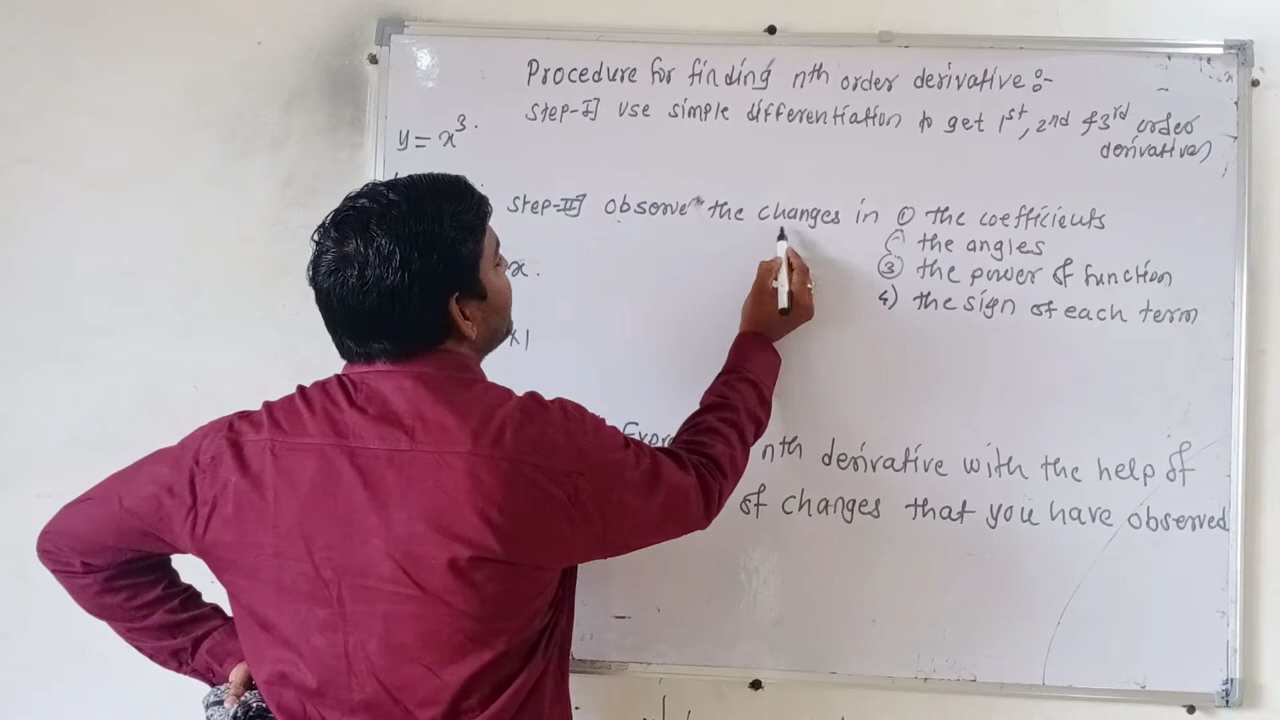 Procedure for finding nth order derivative :-
Step-I] Use simple differentiation to get 1st, 2nd & 3rd order
derivatives
y = x³.
Step-II] observe the changes in ① the coefficients
the angles
③ the power of function
4) the sign of each term
x.
x1
nth derivative with the help of
of changes that you have observed